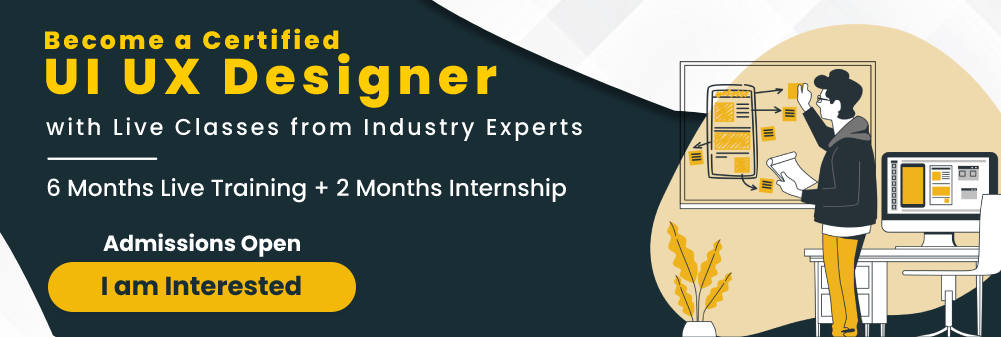 Become a Certified
UI UX Designer
with Live Classes from Industry Experts
6 Months Live Training + 2 Months Internship
Admissions Open
I am Interested